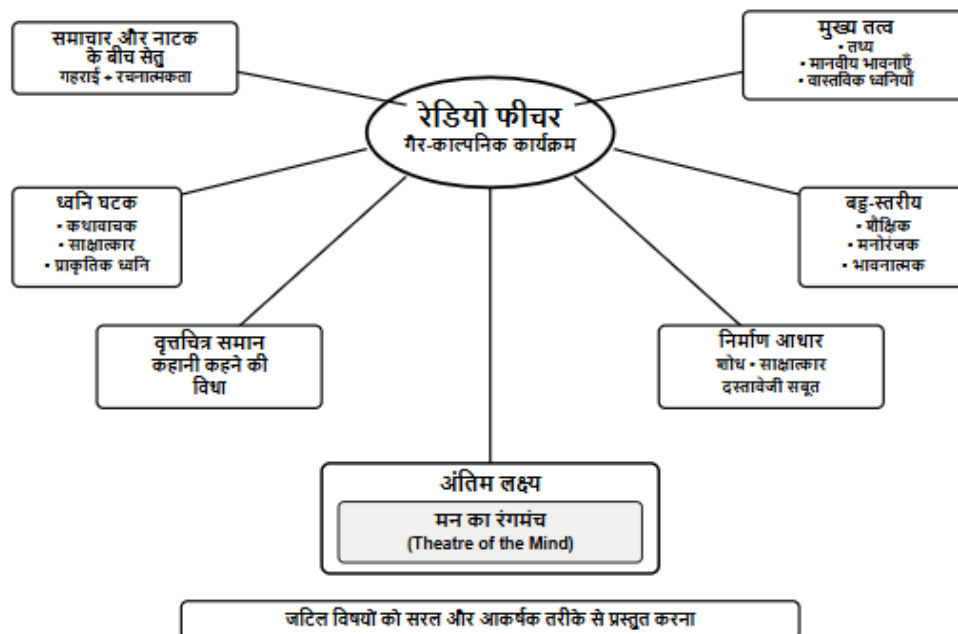 समाचार और नाटक
के बीच सेतु
गहराई + रचनात्मकता
मुख्य तत्व
▪ तथ्य
▪ मानवीय भावनाएँ
▪ वास्तविक ध्वनियाँ
रेडियो फीचर
गैर-काल्पनिक कार्यक्रम
ध्वनि घटक
▪ कथावाचक
▪ साक्षात्कार
▪ प्राकृतिक ध्वनि
बहु-स्तरीय
▪ शैक्षिक
▪ मनोरंजक
▪ भावनात्मक
वृत्तचित्र समान
कहानी कहने की
विधा
निर्माण आधार
शोध ▪ साक्षात्कार
दस्तावेजी सबूत
अंतिम लक्ष्य
मन का रंगमंच
(Theatre of the Mind)
जटिल विषयों को सरल और आकर्षक तरीके से प्रस्तुत करना